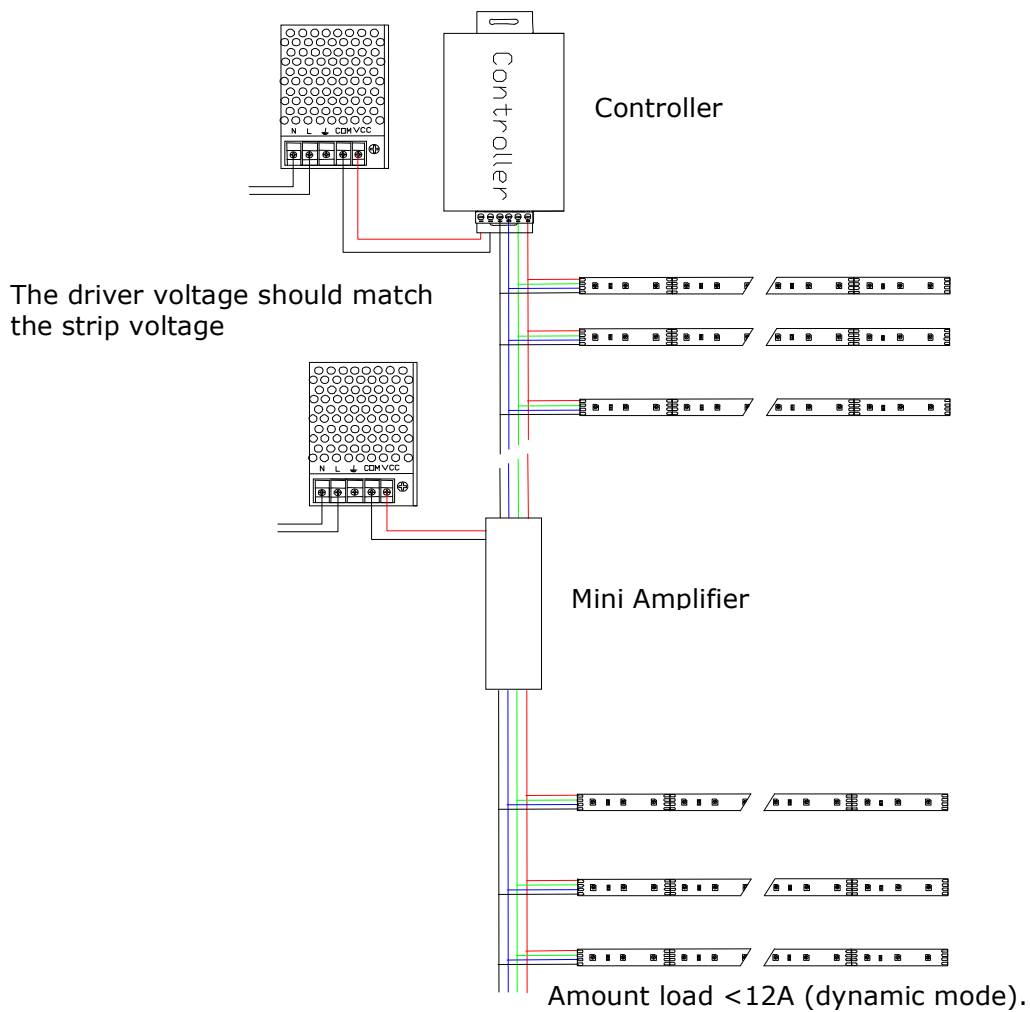 Controller
N L ⏚ COM VCC
Controller
The driver voltage should match
the strip voltage
N L ⏚ COM VCC
Mini Amplifier
Amount load <12A (dynamic mode).